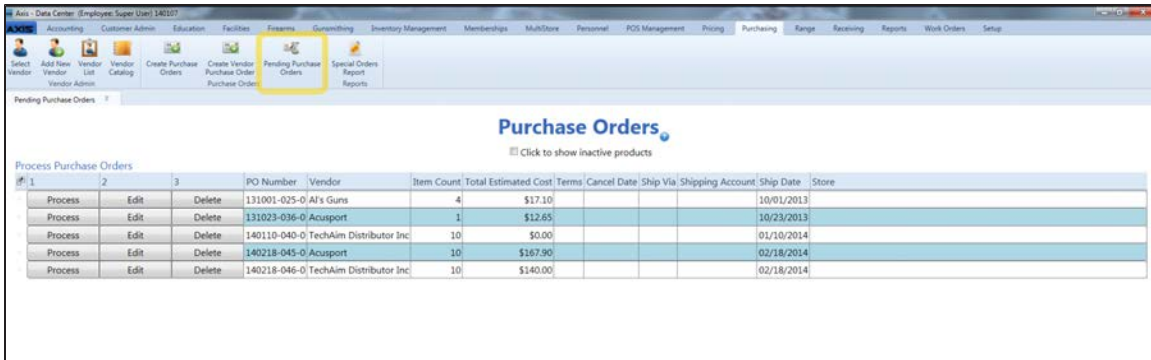 Axis - Data Center (Employee: Super User) 140107
AXIS Accounting Customer Admin Education Facilities Firearms Gunsmithing Inventory Management Memberships MultiStore Personnel POS Management Pricing Purchasing Range Receiving Reports Work Orders Setup
Select Vendor Add New Vendor Vendor List Vendor Catalog Create Purchase Orders Create Vendor Purchase Order Pending Purchase Orders Special Orders Report
Vendor Admin Purchase Orders Reports
Pending Purchase Orders X
Purchase Orders
Click to show inactive products
Process Purchase Orders
1 2 3 PO Number Vendor Item Count Total Estimated Cost Terms Cancel Date Ship Via Shipping Account Ship Date Store
Process Edit Delete 131001-025-0 Al's Guns 4 $17.10 10/01/2013
Process Edit Delete 131023-036-0 Acusport 1 $12.65 10/23/2013
Process Edit Delete 140110-040-0 TechAim Distributor Inc 10 $0.00 01/10/2014
Process Edit Delete 140218-045-0 Acusport 10 $167.90 02/18/2014
Process Edit Delete 140218-046-0 TechAim Distributor Inc 10 $140.00 02/18/2014